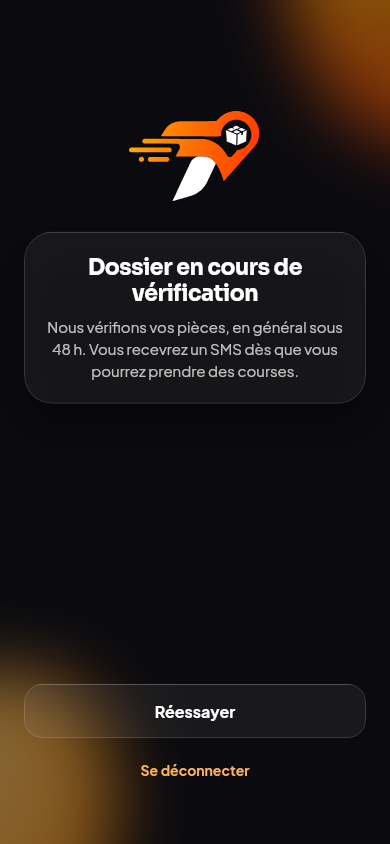 Dossier en cours de
vérification
Nous vérifions vos pièces, en général sous
48 h. Vous recevrez un SMS dès que vous
pourrez prendre des courses.
Réessayer
Se déconnecter